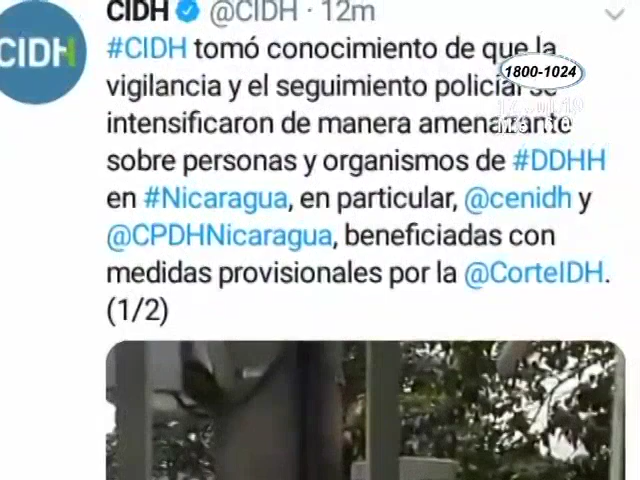 CIDH @CIDH · 12m
CIDH
#CIDH tomó conocimiento de que la
1800-1024
vigilancia y el seguimiento policial se
intensificaron de manera amenazante
sobre personas y organismos de #DDHH
en #Nicaragua, en particular, @cenidh y
@CPDHNicaragua, beneficiadas con
medidas provisionales por la @CorteIDH.
(1/2)